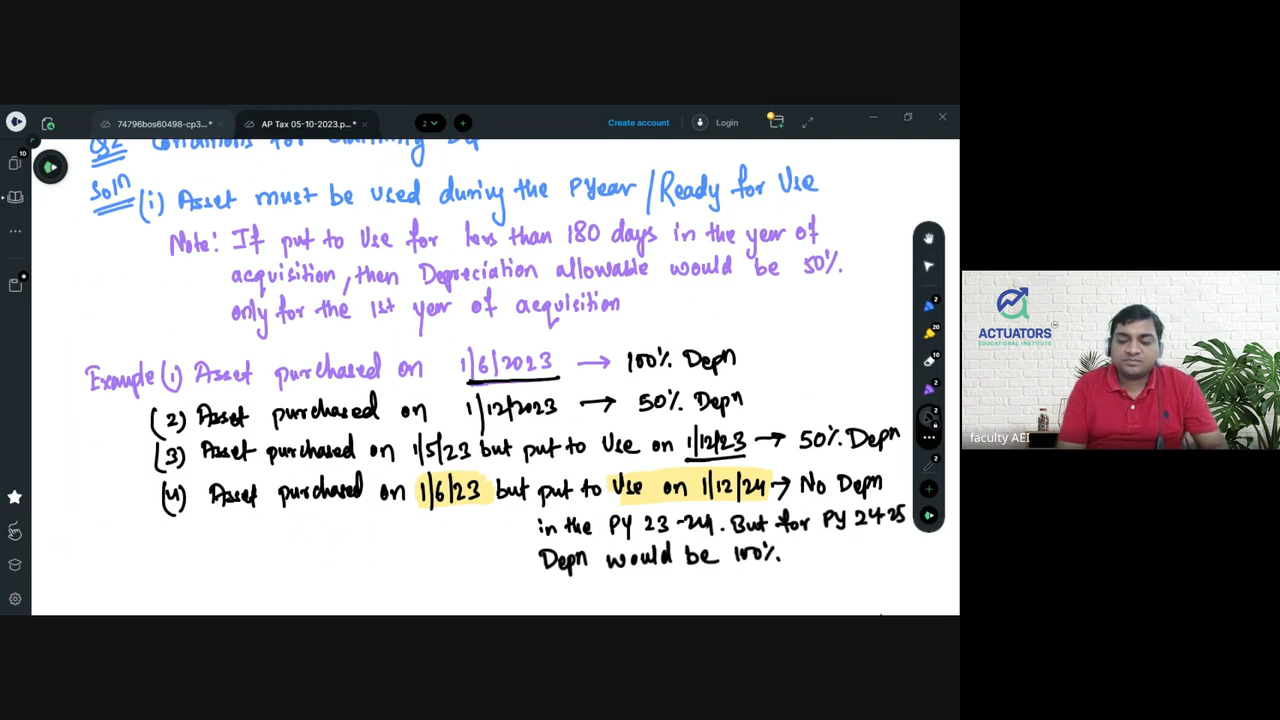 74796bos60498-cp3...*
AP Tax 05-10-2023.p...*
2
Create account
Login
Q2 Conditions for claiming
Soln (i) Asset must be used during the PYear / Ready for Use
Note: If put to Use for less than 180 days in the year of
acquisition, then Depreciation allowable would be 50%.
only for the 1st year of acquisition
Example (1) Asset purchased on 1/6/2023 → 100% Depn
(2) Asset purchased on 1/12/2023 → 50% Depn
(3) Asset purchased on 1/5/23 but put to Use on 1/12/23 → 50% Depn
(4) Asset purchased on 1/6/23 but put to Use on 1/12/24 → No Depn
in the PY 23-24. But for PY 24 25
Depn would be 100%.
ACTUATORS
EDUCATIONAL INSTITUTE
faculty AEI